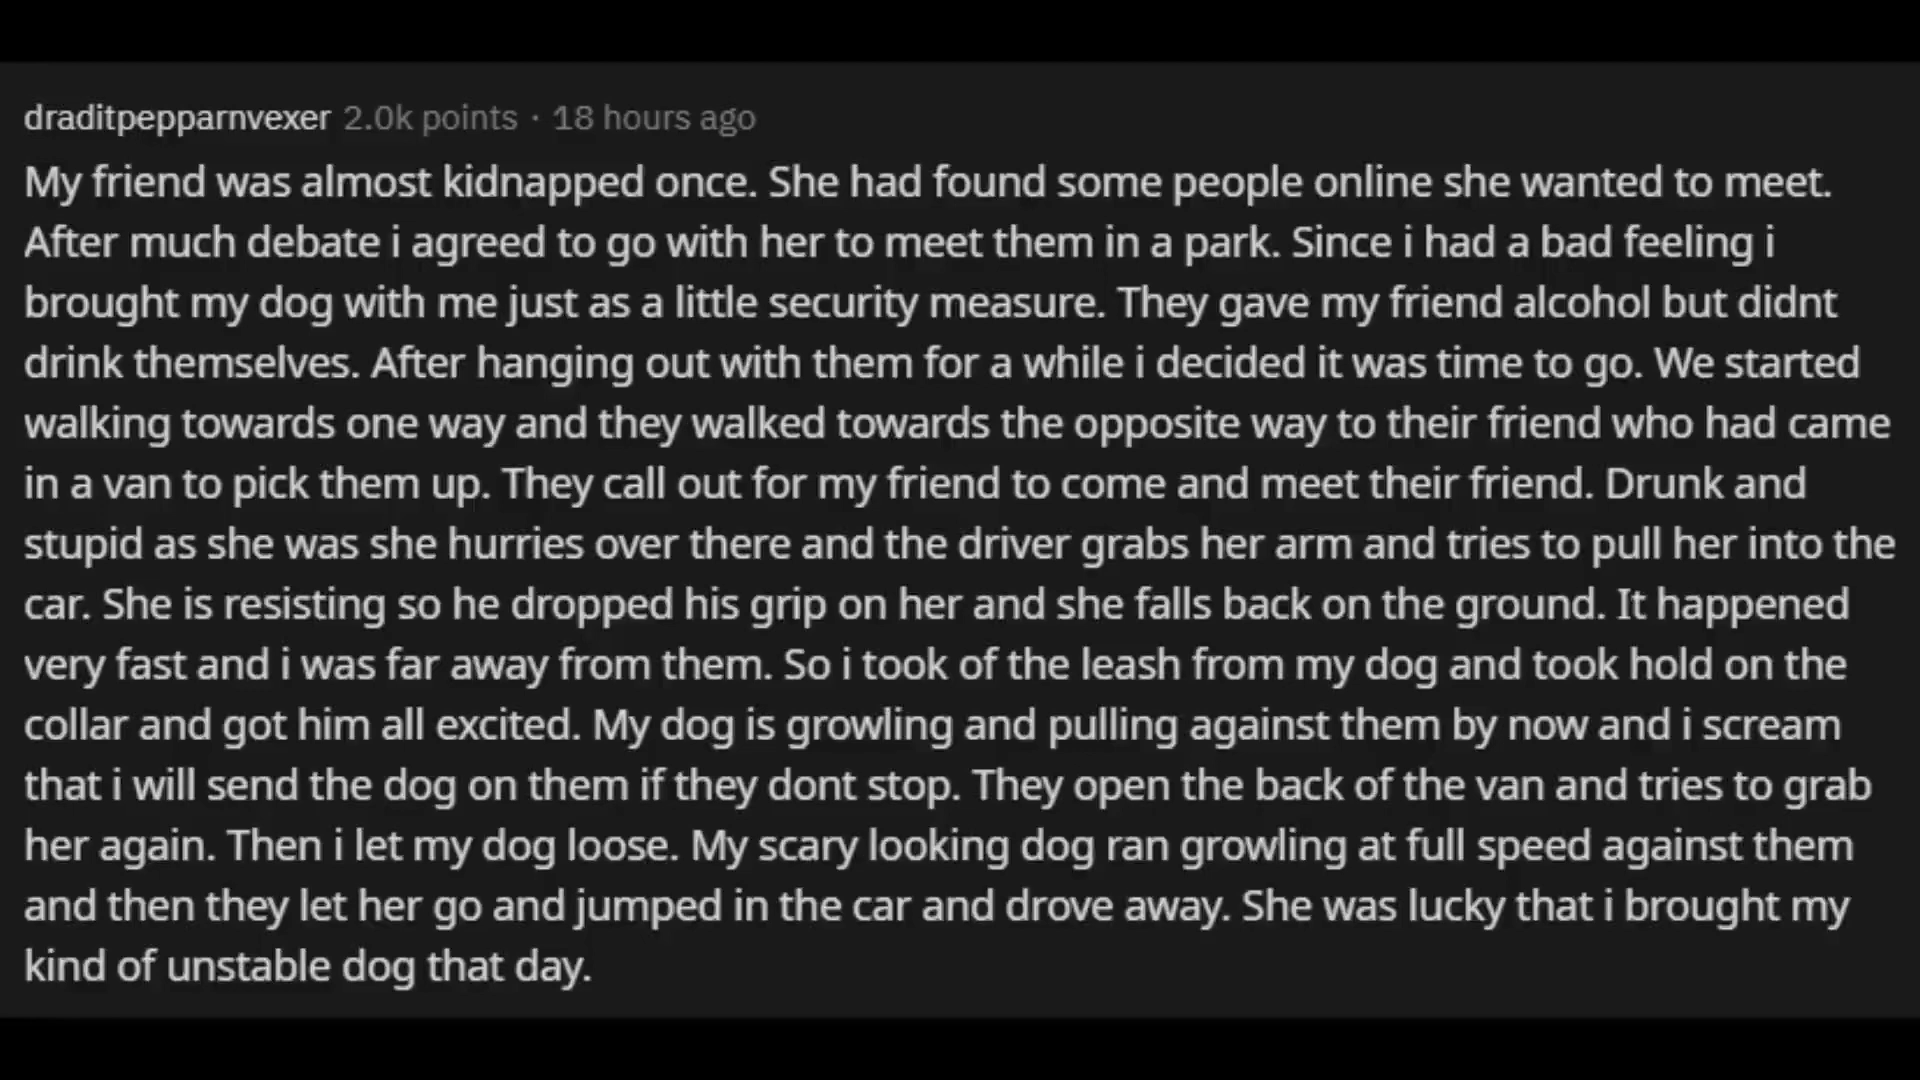 draditpepparnvexer 2.0k points · 18 hours ago
My friend was almost kidnapped once. She had found some people online she wanted to meet.
After much debate i agreed to go with her to meet them in a park. Since i had a bad feeling i
brought my dog with me just as a little security measure. They gave my friend alcohol but didnt
drink themselves. After hanging out with them for a while i decided it was time to go. We started
walking towards one way and they walked towards the opposite way to their friend who had came
in a van to pick them up. They call out for my friend to come and meet their friend. Drunk and
stupid as she was she hurries over there and the driver grabs her arm and tries to pull her into the
car. She is resisting so he dropped his grip on her and she falls back on the ground. It happened
very fast and i was far away from them. So i took of the leash from my dog and took hold on the
collar and got him all excited. My dog is growling and pulling against them by now and i scream
that i will send the dog on them if they dont stop. They open the back of the van and tries to grab
her again. Then i let my dog loose. My scary looking dog ran growling at full speed against them
and then they let her go and jumped in the car and drove away. She was lucky that i brought my
kind of unstable dog that day.